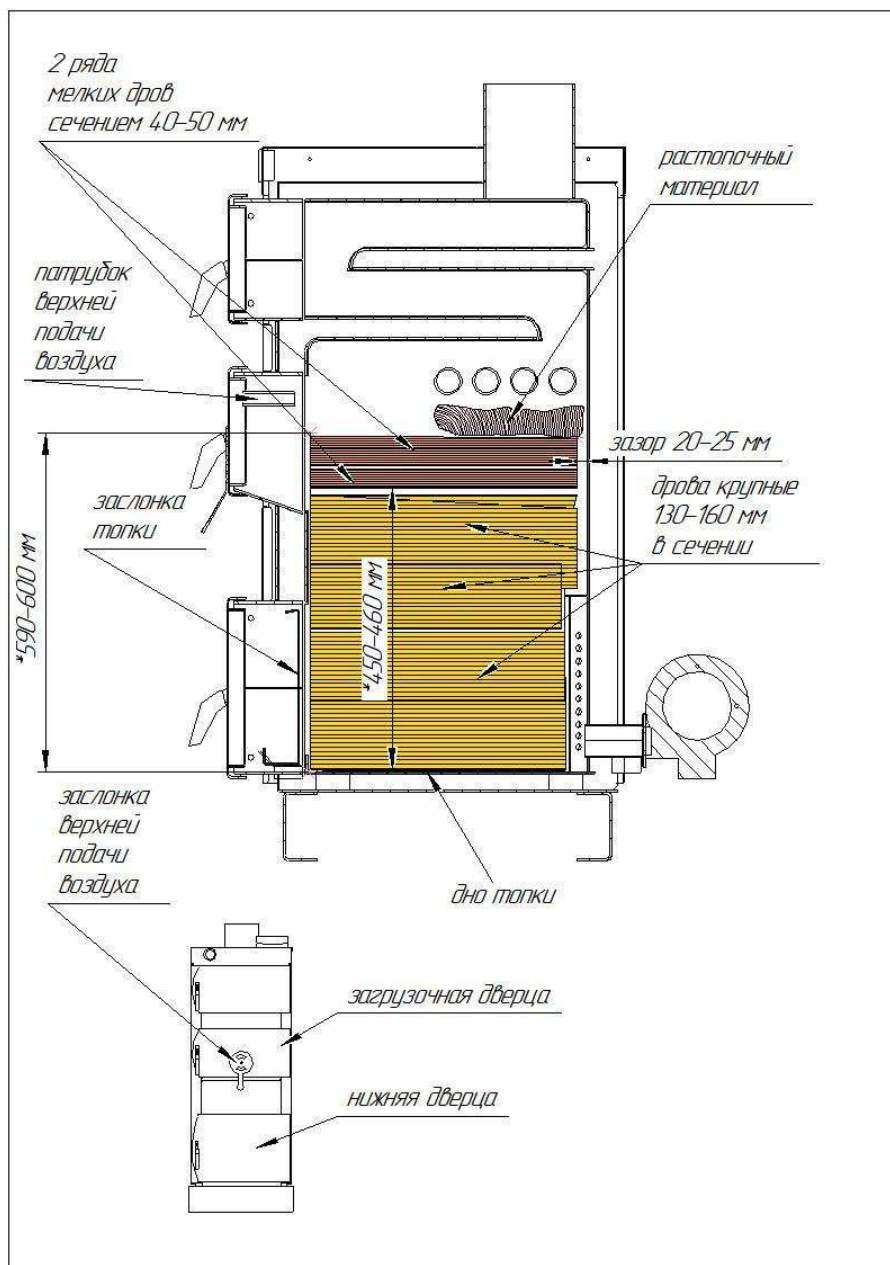 2 ряда
мелких дров
сечением 40-50 мм
растопочный
материал
патрубок
верхней
подачи
воздуха
зазор 20-25 мм
дрова крупные
130-160 мм
в сечении
заслонка
топки
*590-600 мм
*450-460 мм
заслонка
верхней
подачи
воздуха
дно топки
загрузочная дверца
нижняя дверца